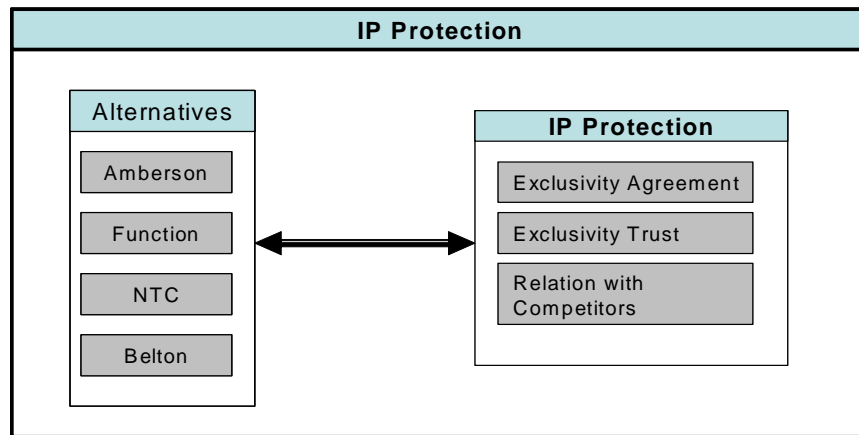 IP Protection
Alternatives
Amberson
Function
NTC
Belton
IP Protection
Exclusivity Agreement
Exclusivity Trust
Relation with
Competitors